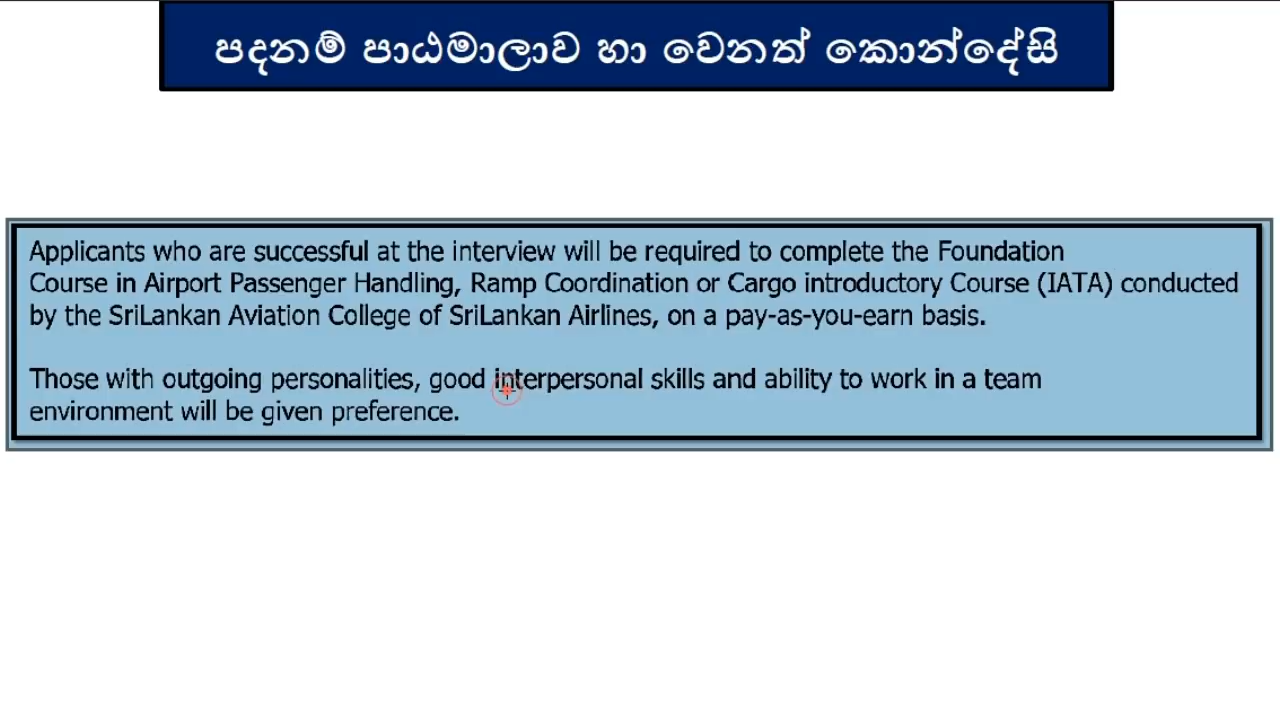 පදනම් පාඨමාලාව හා වෙනත් කොන්දේසි
Applicants who are successful at the interview will be required to complete the Foundation
Course in Airport Passenger Handling, Ramp Coordination or Cargo introductory Course (IATA) conducted
by the SriLankan Aviation College of SriLankan Airlines, on a pay-as-you-earn basis.
Those with outgoing personalities, good interpersonal skills and ability to work in a team
environment will be given preference.